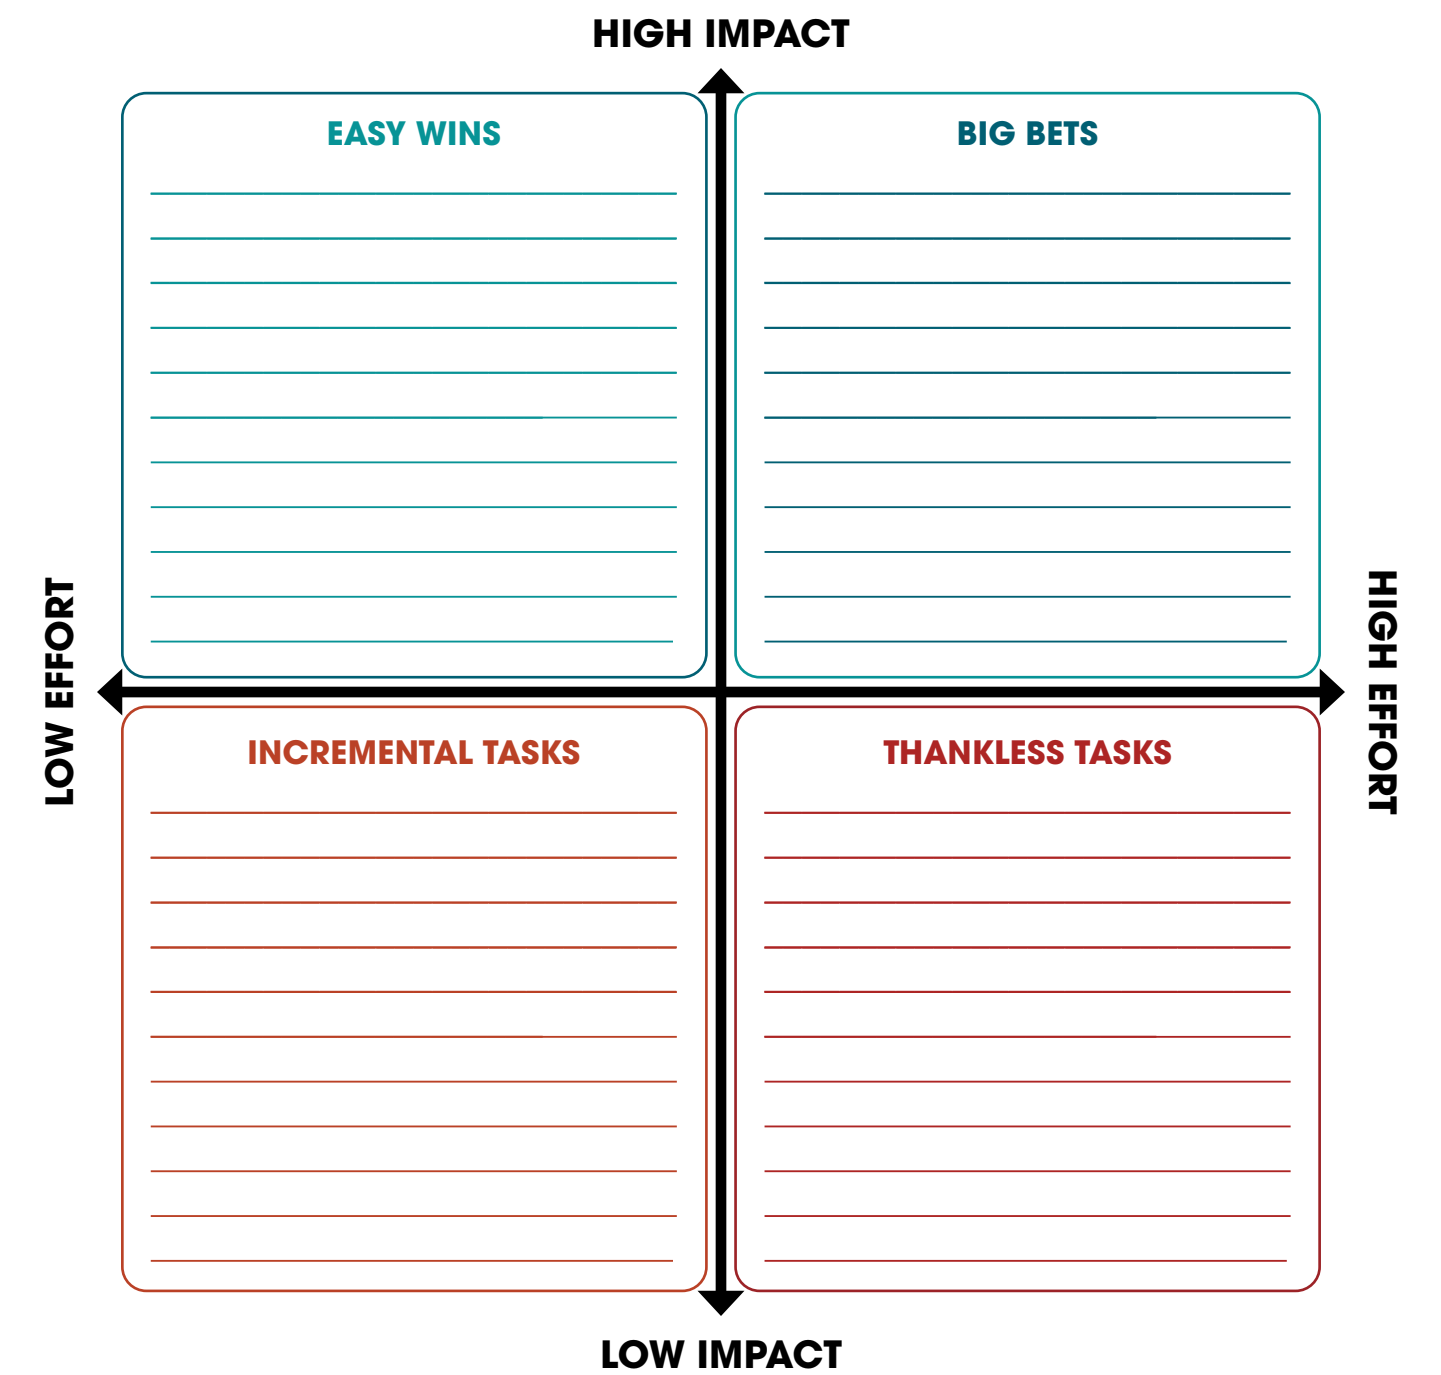 HIGH IMPACT
EASY WINS
BIG BETS
LOW EFFORT
HIGH EFFORT
INCREMENTAL TASKS
THANKLESS TASKS
LOW IMPACT